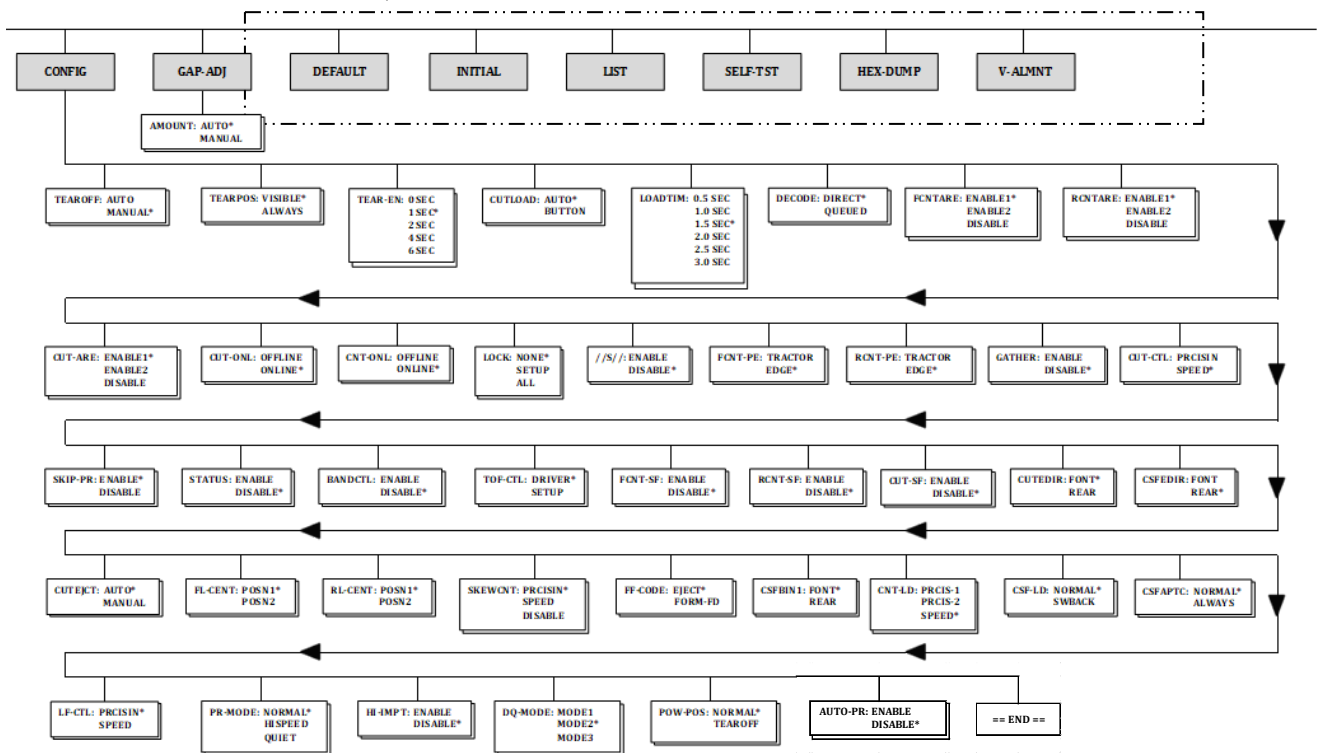 CONFIG
GAP-ADJ
DEFAULT
INITIAL
LIST
SELF-TST
HEX-DUMP
V-ALMNT
AMOUNT: AUTO*
MANUAL
TEAROFF: AUTO
MANUAL*
TEARPOS: VISIBLE*
ALWAYS
TEAR-EN: 0 SEC
1 SEC*
2 SEC
4 SEC
6 SEC
CUTLOAD: AUTO*
BUTTON
LOADTIM: 0.5 SEC
1.0 SEC
1.5 SEC*
2.0 SEC
2.5 SEC
3.0 SEC
DECODE: DIRECT*
QUEUED
FCNTARE: ENABLE1*
ENABLE2
DISABLE
RCNTARE: ENABLE1*
ENABLE2
DISABLE
CUT-ARE: ENABLE1*
ENABLE2
DISABLE
CUT-ONL: OFFLINE
ONLINE*
CNT-ONL: OFFLINE
ONLINE*
LOCK: NONE*
SETUP
ALL
//S//: ENABLE
DISABLE*
FCNT-PE: TRACTOR
EDGE*
RCNT-PE: TRACTOR
EDGE*
GATHER: ENABLE
DISABLE*
CUT-CTL: PRCISIN
SPEED*
SKIP-PR: ENABLE*
DISABLE
STATUS: ENABLE
DISABLE*
BANDCTL: ENABLE
DISABLE*
TOF-CTL: DRIVER*
SETUP
FCNT-SF: ENABLE
DISABLE*
RCNT-SF: ENABLE
DISABLE*
CUT-SF: ENABLE
DISABLE*
CUTEDIR: FONT*
REAR
CSFEDIR: FONT
REAR*
CUTEJCT: AUTO*
MANUAL
FL-CENT: POSN1*
POSN2
RL-CENT: POSN1*
POSN2
SKEWCNT: PRCISIN*
SPEED
DISABLE
FF-CODE: EJECT*
FORM-FD
CSFBIN1: FONT*
REAR
CNT-LD: PRCIS-1
PRCIS-2
SPEED*
CSF-LD: NORMAL*
SWBACK
CSFAPTC: NORMAL*
ALWAYS
LF-CTL: PRCISIN*
SPEED
PR-MODE: NORMAL*
HISPEED
QUIET
HI-IMPT: ENABLE
DISABLE*
DQ-MODE: MODE1
MODE2*
MODE3
POW-POS: NORMAL*
TEAROFF
AUTO-PR: ENABLE
DISABLE*
== END ==